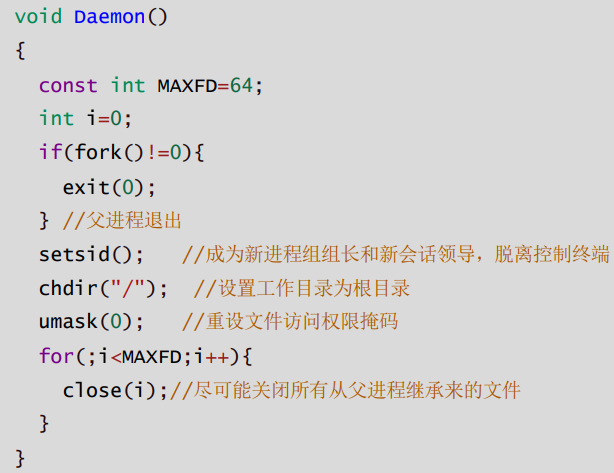 void Daemon()
{
  const int MAXFD=64;
  int i=0;
  if(fork()!=0){
    exit(0);
  } //父进程退出
  setsid();   //成为新进程组组长和新会话领导，脱离控制终端
  chdir("/");  //设置工作目录为根目录
  umask(0);   //重设文件访问权限掩码
  for(;i<MAXFD;i++){
    close(i);//尽可能关闭所有从父进程继承来的文件
  }
}